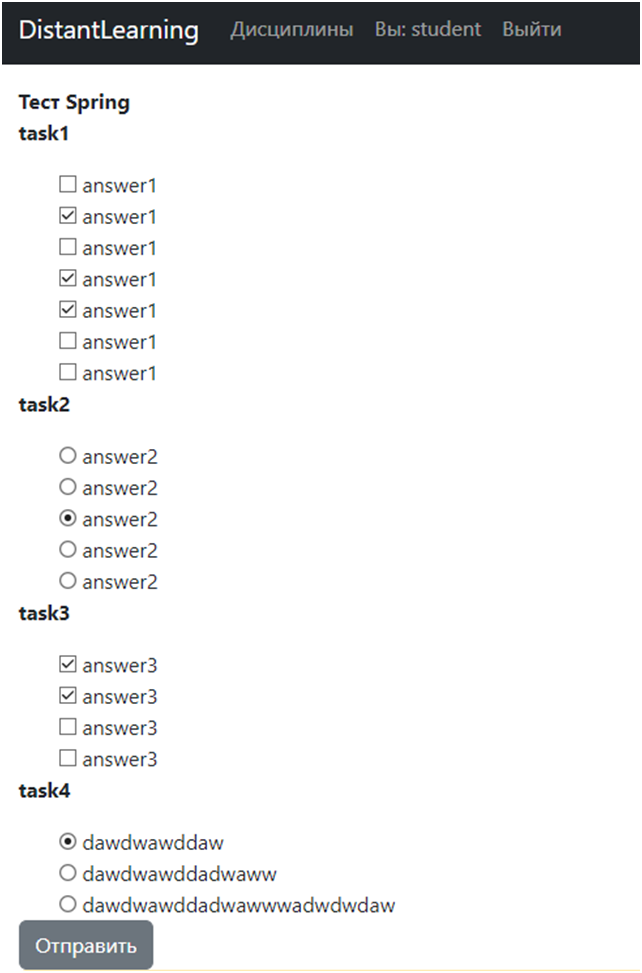 DistantLearning Дисциплины Вы: student Выйти
Тест Spring
task1
answer1
answer1
answer1
answer1
answer1
answer1
answer1
task2
answer2
answer2
answer2
answer2
answer2
task3
answer3
answer3
answer3
answer3
task4
dawdwawddaw
dawdwawddadwaww
dawdwawddadwawwwadwdwdaw
Отправить